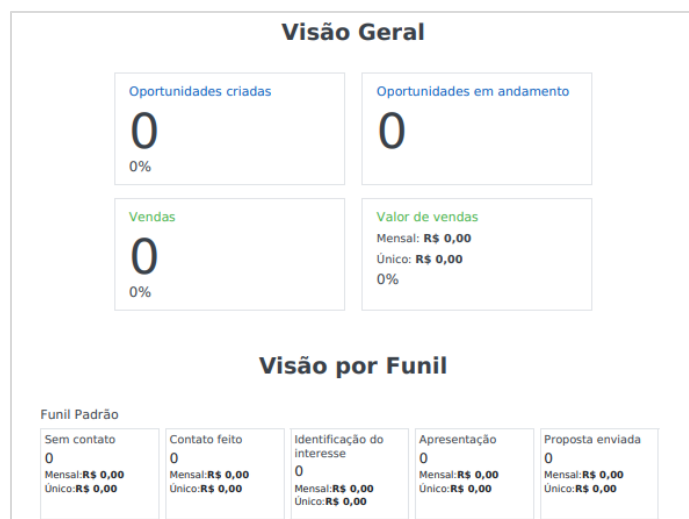 Visão Geral
Oportunidades criadas
0
0%
Oportunidades em andamento
0
Vendas
0
0%
Valor de vendas
Mensal: R$ 0,00
Único: R$ 0,00
0%
Visão por Funil
Funil Padrão
Sem contato
0
Mensal:R$ 0,00
Único:R$ 0,00
Contato feito
0
Mensal:R$ 0,00
Único:R$ 0,00
Identificação do
interesse
0
Mensal:R$ 0,00
Único:R$ 0,00
Apresentação
0
Mensal:R$ 0,00
Único:R$ 0,00
Proposta enviada
0
Mensal:R$ 0,00
Único:R$ 0,00